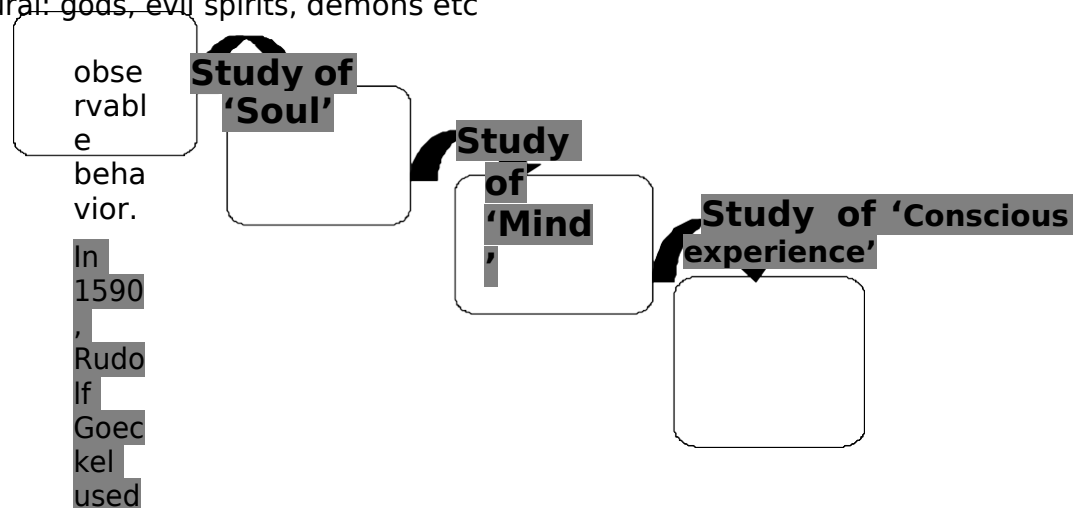 ral: gods, evil spirits, demons etc
obse
rvabl
e
beha
vior.
In
1590
,
Rudo
lf
Goec
kel
used
Study of
‘Soul’
Study
of
‘Mind
’
Study of ‘Conscious
experience’